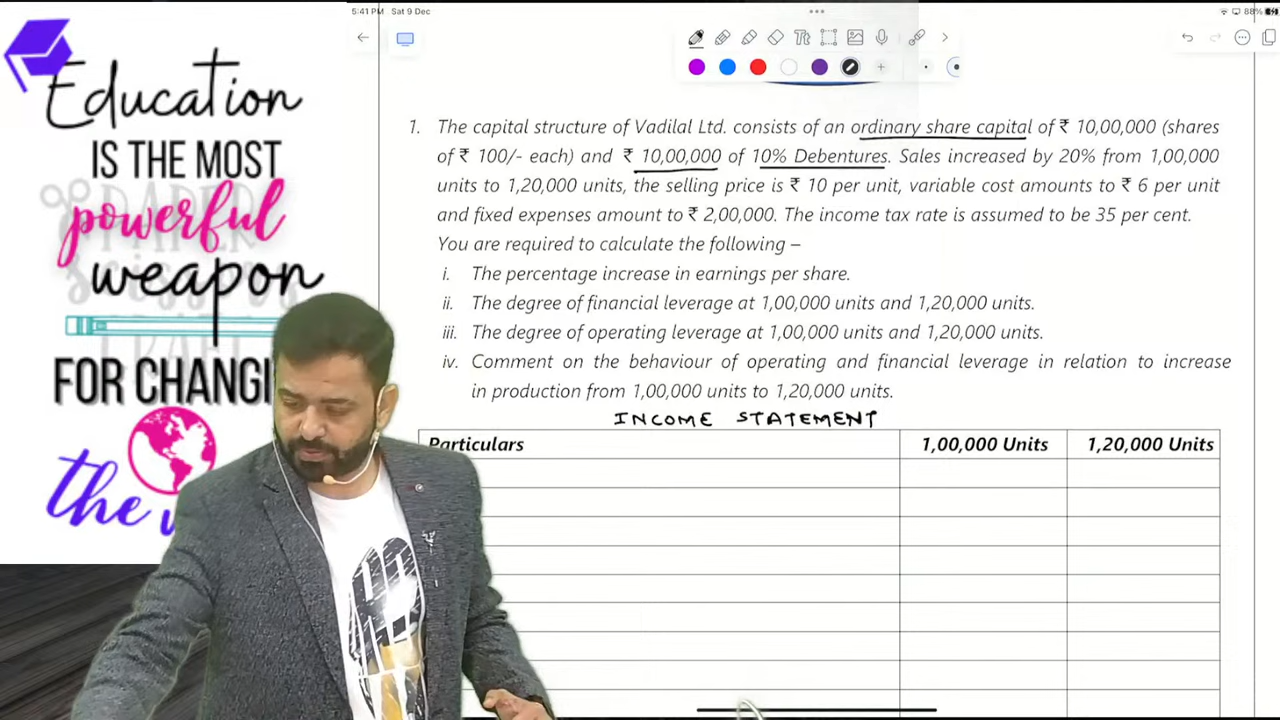 5:41 PM Sat 9 Dec
88%
Education
IS THE MOST
powerful
weapon
FOR CHANGI
the
1. The capital structure of Vadilal Ltd. consists of an ordinary share capital of ₹ 10,00,000 (shares
of ₹ 100/- each) and ₹ 10,00,000 of 10% Debentures. Sales increased by 20% from 1,00,000
units to 1,20,000 units, the selling price is ₹ 10 per unit, variable cost amounts to ₹ 6 per unit
and fixed expenses amount to ₹ 2,00,000. The income tax rate is assumed to be 35 per cent.
You are required to calculate the following –
i. The percentage increase in earnings per share.
ii. The degree of financial leverage at 1,00,000 units and 1,20,000 units.
iii. The degree of operating leverage at 1,00,000 units and 1,20,000 units.
iv. Comment on the behaviour of operating and financial leverage in relation to increase
in production from 1,00,000 units to 1,20,000 units.
INCOME STATEMENT
Particulars 1,00,000 Units 1,20,000 Units